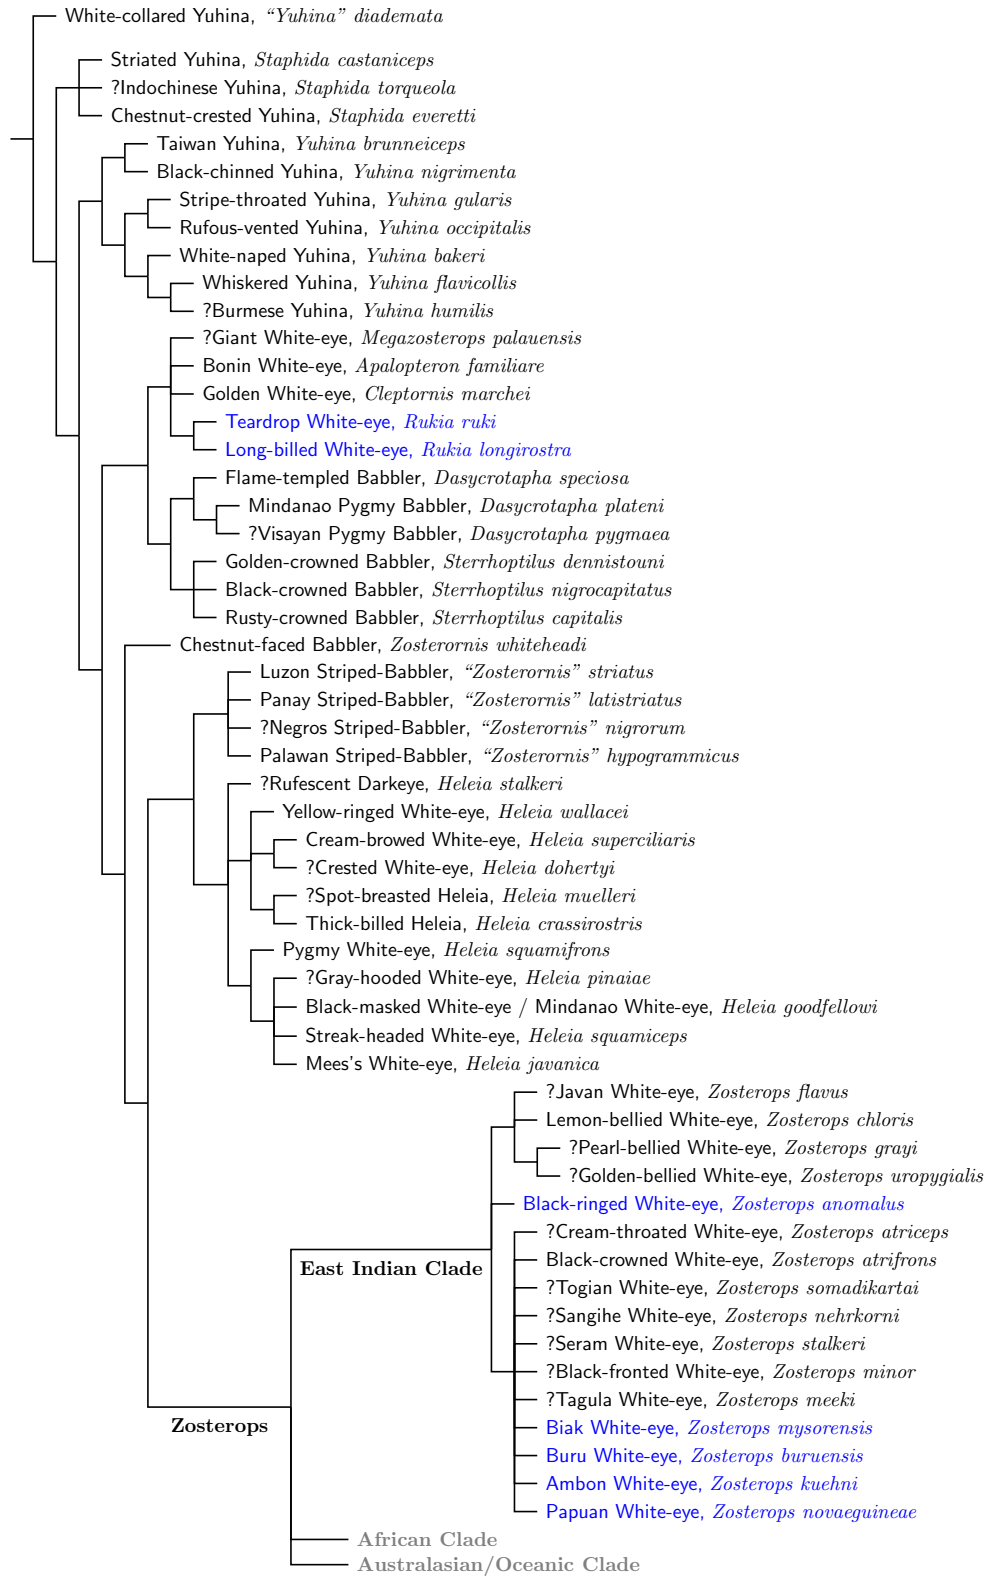 White-collared Yuhina, “Yuhina” diademata
Striated Yuhina, Staphida castaniceps
?Indochinese Yuhina, Staphida torqueola
Chestnut-crested Yuhina, Staphida everetti
Taiwan Yuhina, Yuhina brunneiceps
Black-chinned Yuhina, Yuhina nigrimenta
Stripe-throated Yuhina, Yuhina gularis
Rufous-vented Yuhina, Yuhina occipitalis
White-naped Yuhina, Yuhina bakeri
Whiskered Yuhina, Yuhina flavicollis
?Burmese Yuhina, Yuhina humilis
?Giant White-eye, Megazosterops palauensis
Bonin White-eye, Apalopteron familiare
Golden White-eye, Cleptornis marchei
Teardrop White-eye, Rukia ruki
Long-billed White-eye, Rukia longirostra
Flame-templed Babbler, Dasycrotapha speciosa
Mindanao Pygmy Babbler, Dasycrotapha plateni
?Visayan Pygmy Babbler, Dasycrotapha pygmaea
Golden-crowned Babbler, Sterrhoptilus dennistouni
Black-crowned Babbler, Sterrhoptilus nigrocapitatus
Rusty-crowned Babbler, Sterrhoptilus capitalis
Chestnut-faced Babbler, Zosterornis whiteheadi
Luzon Striped-Babbler, “Zosterornis” striatus
Panay Striped-Babbler, “Zosterornis” latistriatus
?Negros Striped-Babbler, “Zosterornis” nigrorum
Palawan Striped-Babbler, “Zosterornis” hypogrammicus
?Rufescent Darkeye, Heleia stalkeri
Yellow-ringed White-eye, Heleia wallacei
Cream-browed White-eye, Heleia superciliaris
?Crested White-eye, Heleia dohertyi
?Spot-breasted Heleia, Heleia muelleri
Thick-billed Heleia, Heleia crassirostris
Pygmy White-eye, Heleia squamifrons
?Gray-hooded White-eye, Heleia pinaiae
Black-masked White-eye / Mindanao White-eye, Heleia goodfellowi
Streak-headed White-eye, Heleia squamiceps
Mees's White-eye, Heleia javanica
?Javan White-eye, Zosterops flavus
Lemon-bellied White-eye, Zosterops chloris
?Pearl-bellied White-eye, Zosterops grayi
?Golden-bellied White-eye, Zosterops uropygialis
Black-ringed White-eye, Zosterops anomalus
?Cream-throated White-eye, Zosterops atriceps
Black-crowned White-eye, Zosterops atrifrons
East Indian Clade
?Togian White-eye, Zosterops somadikartai
?Sangihe White-eye, Zosterops nehrkorni
?Seram White-eye, Zosterops stalkeri
?Black-fronted White-eye, Zosterops minor
?Tagula White-eye, Zosterops meeki
Zosterops
Biak White-eye, Zosterops mysorensis
Buru White-eye, Zosterops buruensis
Ambon White-eye, Zosterops kuehni
Papuan White-eye, Zosterops novaeguineae
African Clade
Australasian/Oceanic Clade